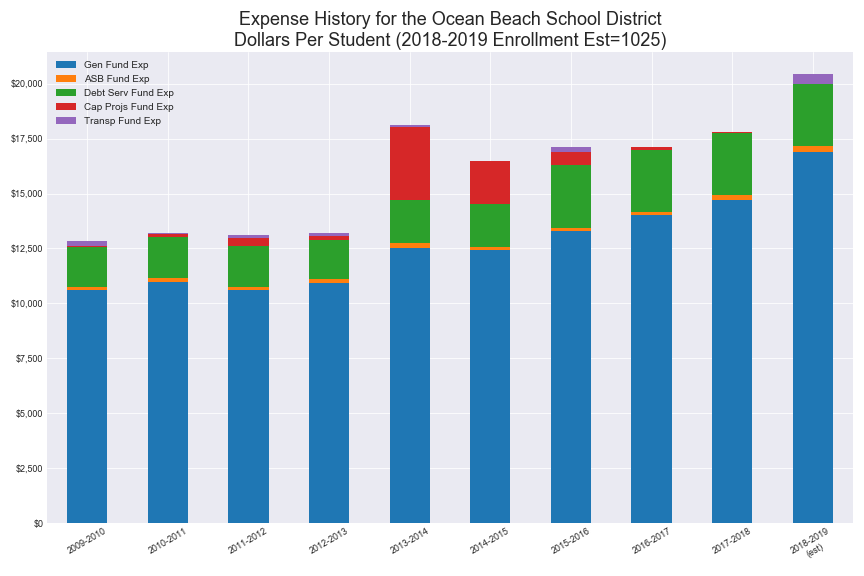 Expense History for the Ocean Beach School District
Dollars Per Student (2018-2019 Enrollment Est=1025)
Gen Fund Exp
ASB Fund Exp
Debt Serv Fund Exp
Cap Projs Fund Exp
Transp Fund Exp
$20,000
$17,500
$15,000
$12,500
$10,000
$7,500
$5,000
$2,500
$0
2009-2010
2010-2011
2011-2012
2012-2013
2013-2014
2014-2015
2015-2016
2016-2017
2017-2018
2018-2019
(est)